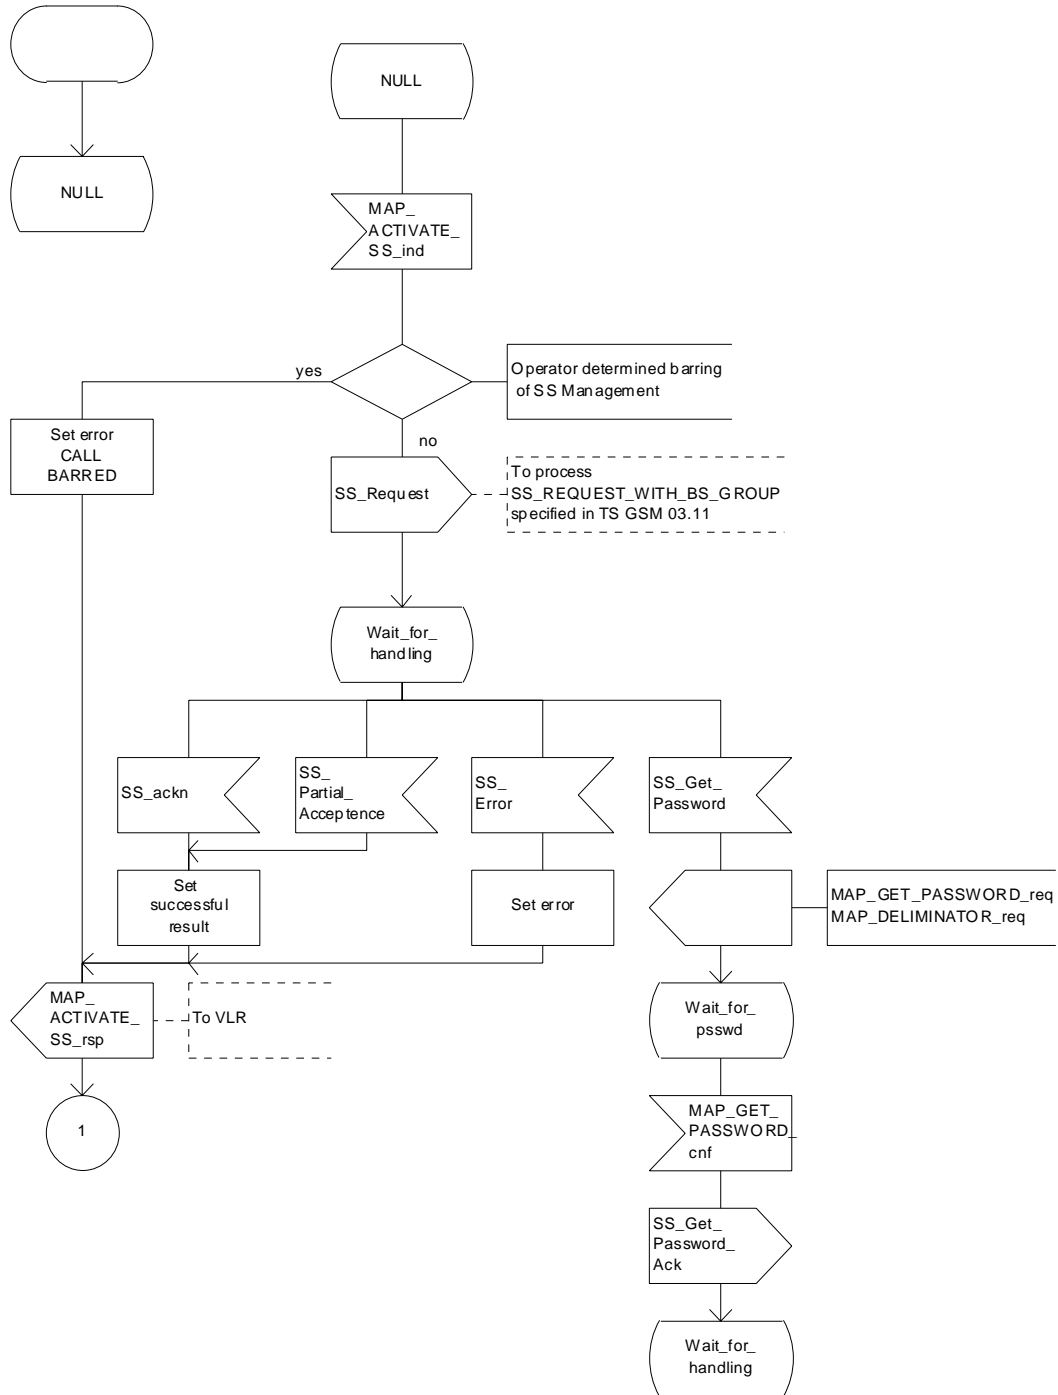 NULL
NULL
MAP_
ACTIVATE_
SS_ind
yes
Operator determined barring
of SS Management
Set error
CALL
BARRED
no
SS_Request
To process
SS_REQUEST_WITH_BS_GROUP
specified in TS GSM 03.11
Wait_for_
handling
SS_ackn
SS_
Partial_
Acceptence
SS_
Error
SS_Get_
Password
Set
successful
result
Set error
MAP_GET_PASSWORD_req
MAP_DELIMINATOR_req
MAP_
ACTIVATE_
SS_rsp
To VLR
Wait_for_
psswd
1
MAP_GET_
PASSWORD_
cnf
SS_Get_
Password_
Ack
Wait_for_
handling